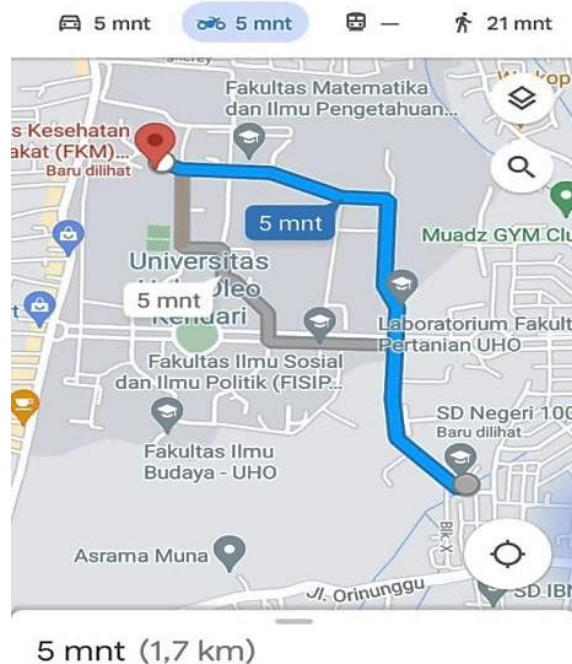 5 mnt
5 mnt
—
21 mnt
Fakultas Matematika
dan Ilmu Pengetahuan...
s Kesehatan
akat (FKM)...
Baru dilihat
5 mnt
Muadz GYM Clu
Universitas
Kendari
5 mnt
Laboratorium Fakult
Pertanian UHO
Fakultas Ilmu Sosial
dan Ilmu Politik (FISIP...
SD Negeri 100
Baru dilihat
Fakultas Ilmu
Budaya - UHO
Blk. X
Asrama Muna
Jl. Orinunggu
SD IBN
5 mnt (1,7 km)